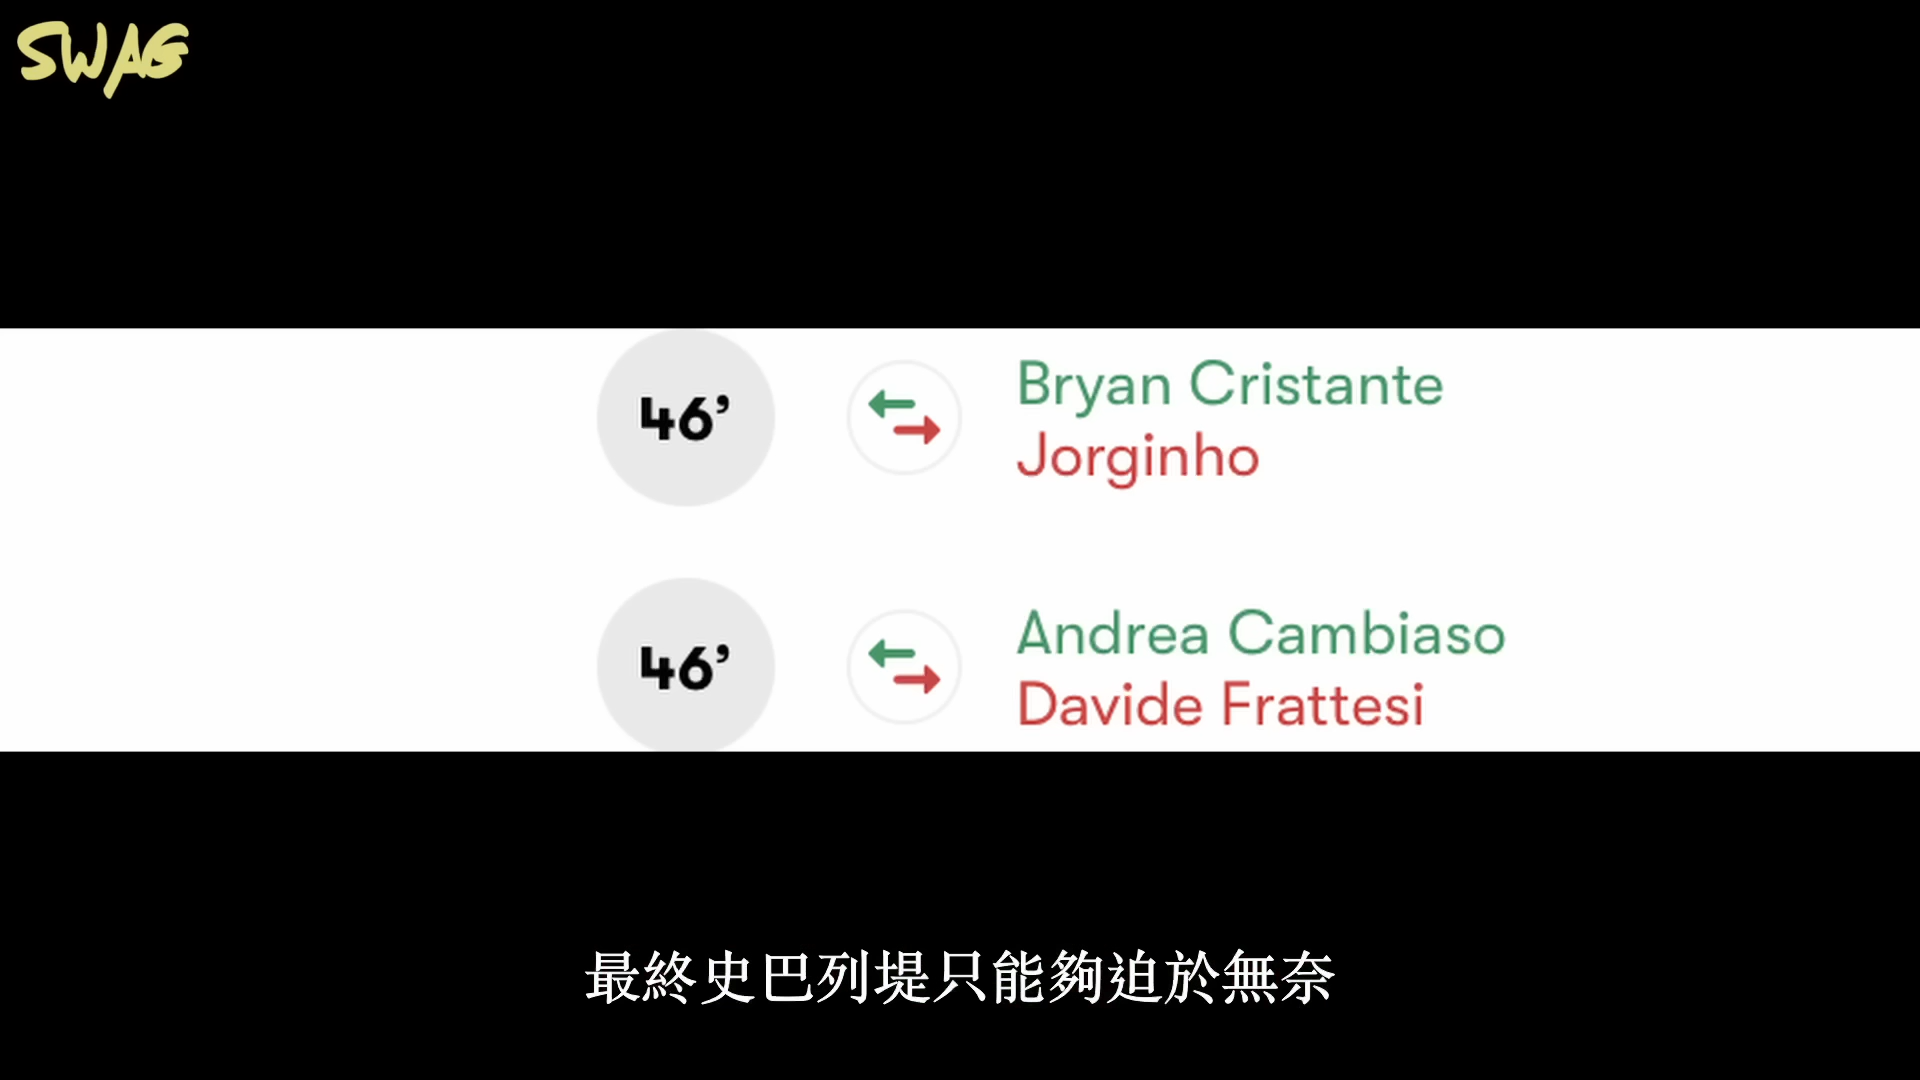 SWAG
46’
Bryan Cristante
Jorginho
46’
Andrea Cambiaso
Davide Frattesi
最終史巴列堤只能夠迫於無奈